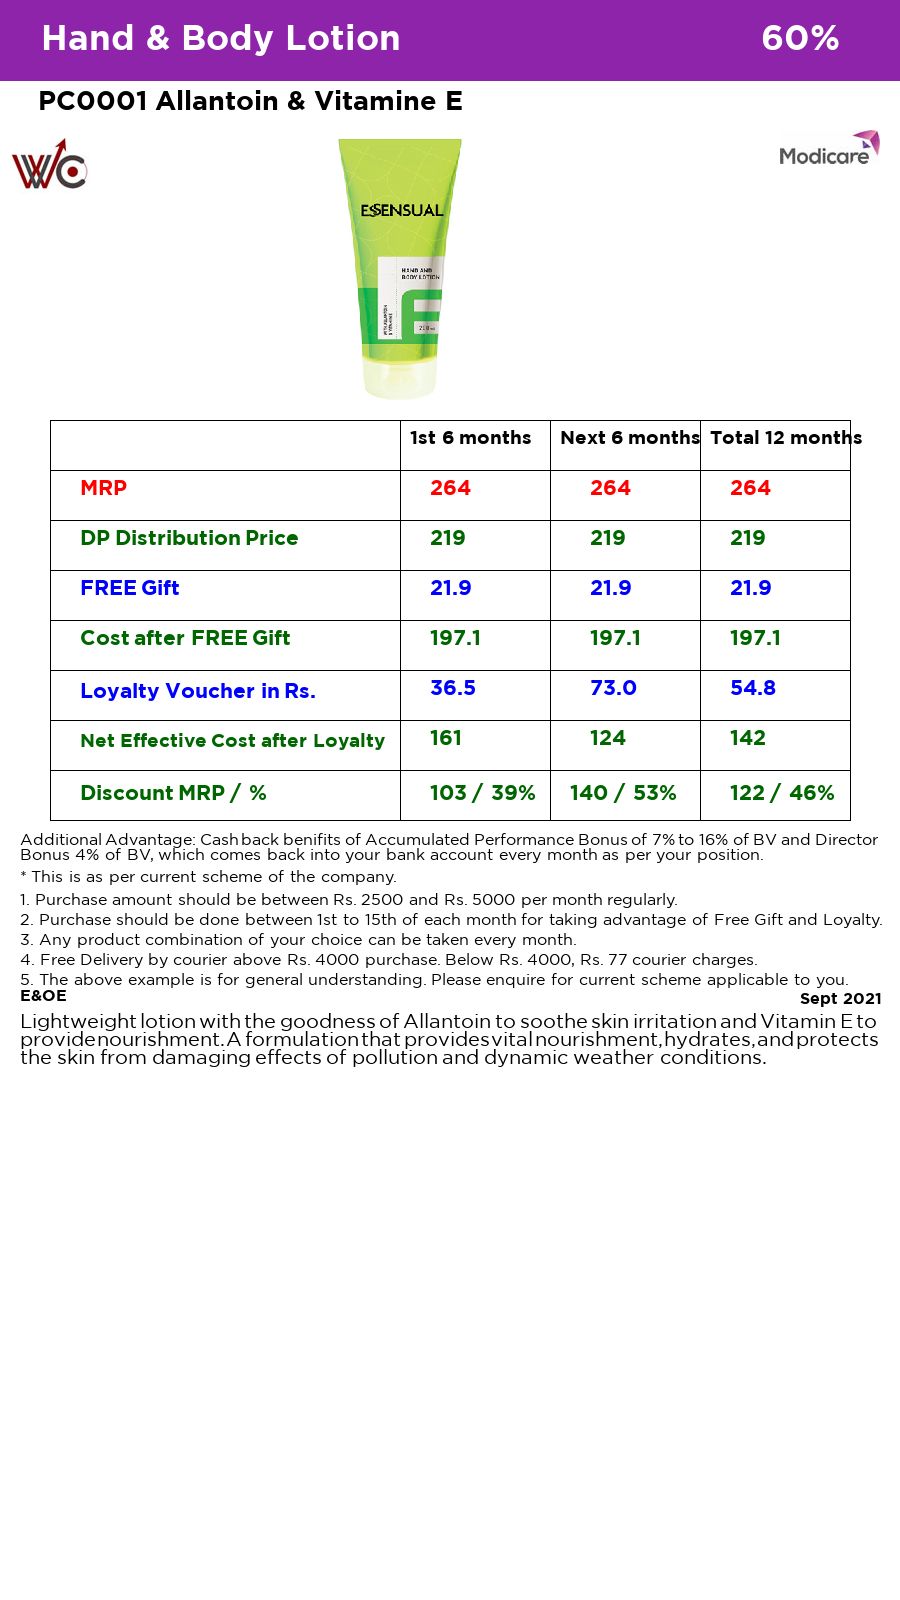 Hand & Body Lotion 60%
PC0001 Allantoin & Vitamine E
WC
Modicare
ESSENSUAL
HAND AND
BODY LOTION
WITH ALLANTOIN
& VITAMIN E
E
210 ml
1st 6 months Next 6 months Total 12 months
MRP 264 264 264
DP Distribution Price 219 219 219
FREE Gift 21.9 21.9 21.9
Cost after FREE Gift 197.1 197.1 197.1
Loyalty Voucher in Rs. 36.5 73.0 54.8
Net Effective Cost after Loyalty 161 124 142
Discount MRP / % 103 / 39% 140 / 53% 122 / 46%
Additional Advantage: Cash back benifits of Accumulated Performance Bonus of 7% to 16% of BV and Director
Bonus 4% of BV, which comes back into your bank account every month as per your position.
* This is as per current scheme of the company.
1. Purchase amount should be between Rs. 2500 and Rs. 5000 per month regularly.
2. Purchase should be done between 1st to 15th of each month for taking advantage of Free Gift and Loyalty.
3. Any product combination of your choice can be taken every month.
4. Free Delivery by courier above Rs. 4000 purchase. Below Rs. 4000, Rs. 77 courier charges.
5. The above example is for general understanding. Please enquire for current scheme applicable to you.
E&OE Sept 2021
Lightweight lotion with the goodness of Allantoin to soothe skin irritation and Vitamin E to
provide nourishment. A formulation that provides vital nourishment, hydrates, and protects
the skin from damaging effects of pollution and dynamic weather conditions.